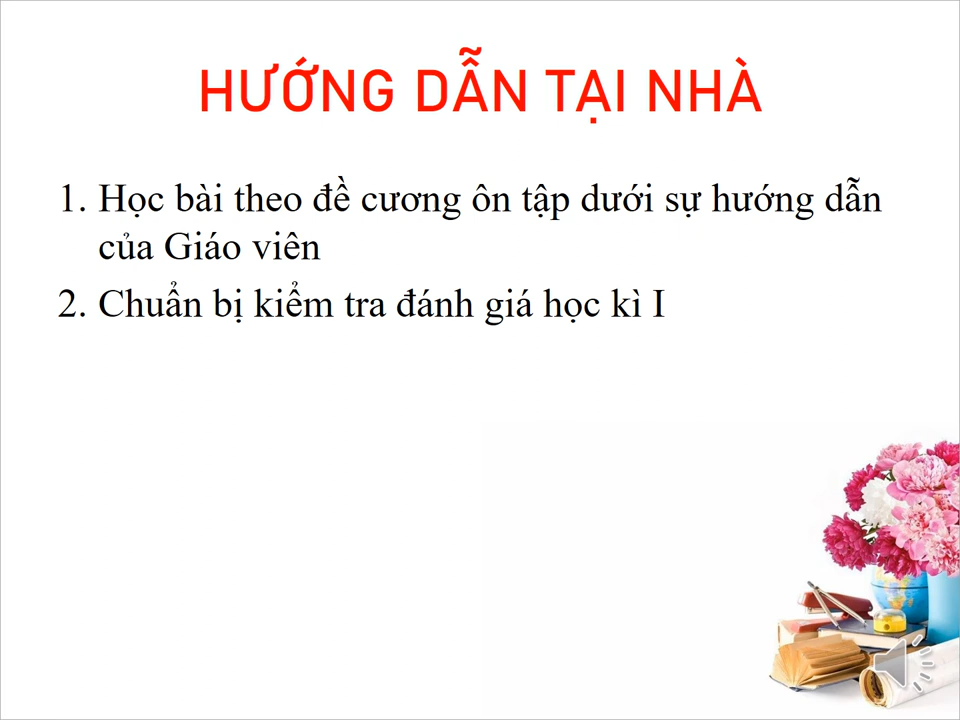 HƯỚNG DẪN TẠI NHÀ
1. Học bài theo đề cương ôn tập dưới sự hướng dẫn
của Giáo viên
2. Chuẩn bị kiểm tra đánh giá học kì I